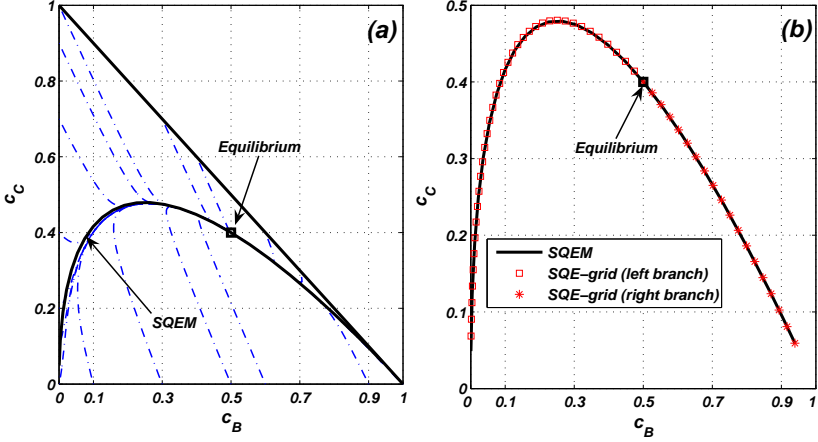 (a)
1
0.8
0.6
0.4
0.2
0
c_C
Equilibrium
SQEM
0 0.1 0.3 0.5 0.7 0.9 1
c_B
(b)
0.5
0.4
0.3
0.2
0.1
0
c_C
Equilibrium
SQEM
SQE–grid (left branch)
SQE–grid (right branch)
0 0.1 0.3 0.5 0.7 0.9 1
c_B